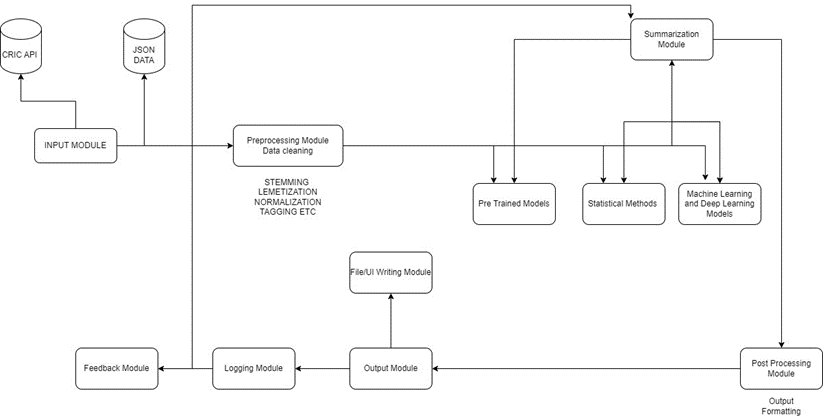 Summarization
Module
CRIC API
JSON
DATA
INPUT MODULE
Preprocessing Module
Data cleaning
STEMMING
LEMETIZATION
NORMALIZATION
TAGGING ETC
Pre Trained Models
Statistical Methods
Machine Learning
and Deep Learning
Models
File/UI Writing Module
Feedback Module
Logging Module
Output Module
Post Processing
Module
Output
Formatting